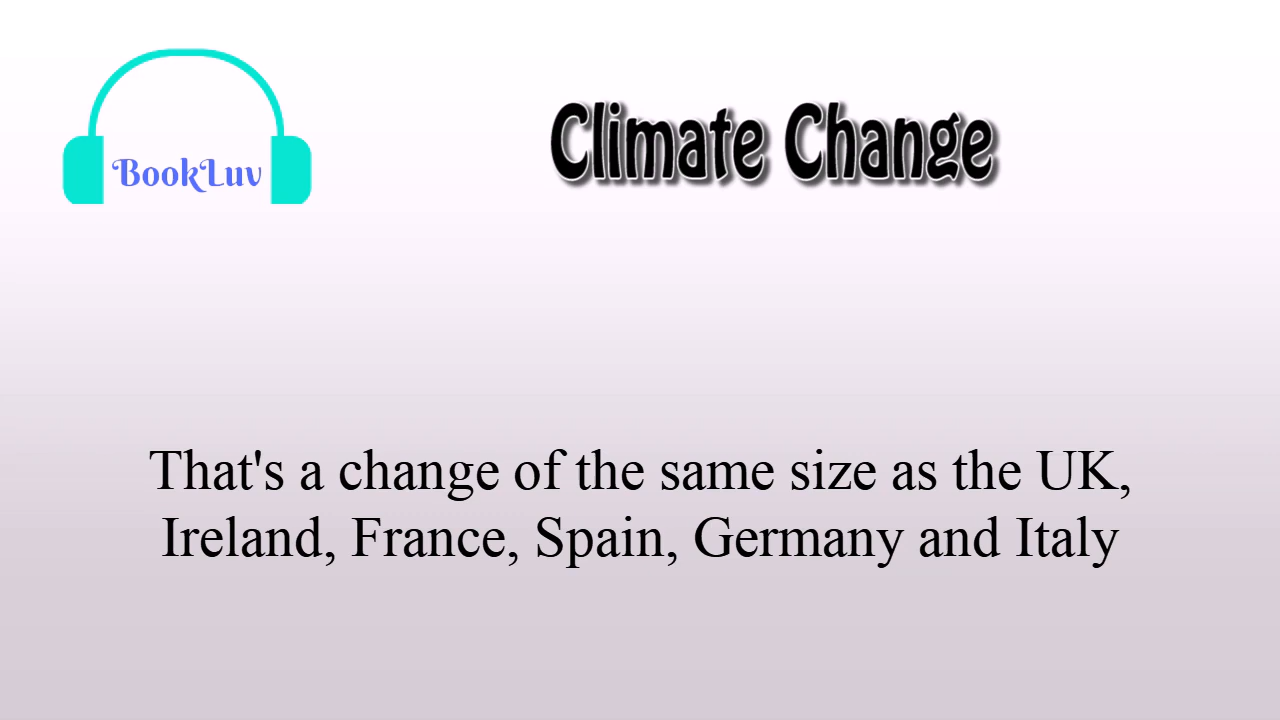 BookLuv
Climate Change
That's a change of the same size as the UK,
Ireland, France, Spain, Germany and Italy